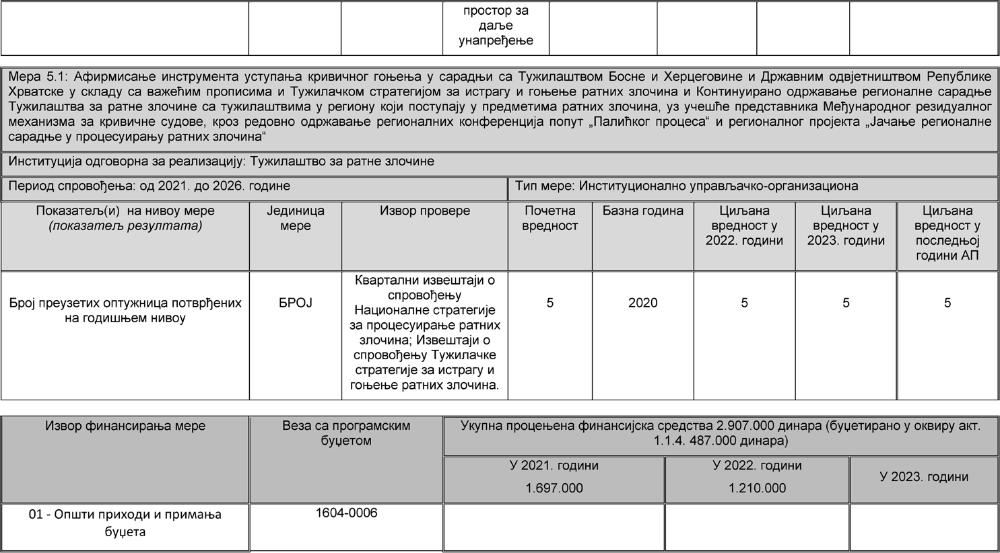 простор за
даље
унапређење
Мера 5.1: Афирмисање инструмента уступања кривичног гоњења у сарадњи са Тужилаштвом Босне и Херцеговине и Државним одвјетништвом Републике
Хрватске у складу са важећим прописима и Тужилачком стратегијом за истрагу и гоњење ратних злочина и Континуирано одржавање регионалне сарадње
Тужилаштва за ратне злочине са тужилаштвима у региону који поступају у предметима ратних злочина, уз учешће представника Међународног резидуалног
механизма за кривичне судове, кроз редовно одржавање регионалних конференција попут „Палићког процеса“ и регионалног пројекта „Јачање регионалне
сарадње у процесуирању ратних злочина“
Институција одговорна за реализацију: Тужилаштво за ратне злочине
Период спровођења: од 2021. до 2026. године
Тип мере: Институционално управљачко-организациона
Показатељ(и) на нивоу мере
(показатељ резултата)
Јединица
мере
Извор провере
Почетна
вредност
Базна година
Циљана
вредност у
2022. години
Циљана
вредност у
2023. години
Циљана
вредност у
последњој
години АП
Број преузетих оптужница потврђених
на годишњем нивоу
БРОЈ
Квартални извештаји о
спровођењу
Националне стратегије
за процесуирање ратних
злочина; Извештаји о
спровођењу Тужилачке
стратегије за истрагу и
гоњење ратних злочина.
5
2020
5
5
5
Извор финансирања мере
Веза са програмским
буџетом
Укупна процењена финансијска средства 2.907.000 динара (буџетирано у оквиру акт.
1.1.4. 487.000 динара)
У 2021. години
1.697.000
У 2022. години
1.210.000
У 2023. години
01 - Општи приходи и примања
буџета
1604-0006